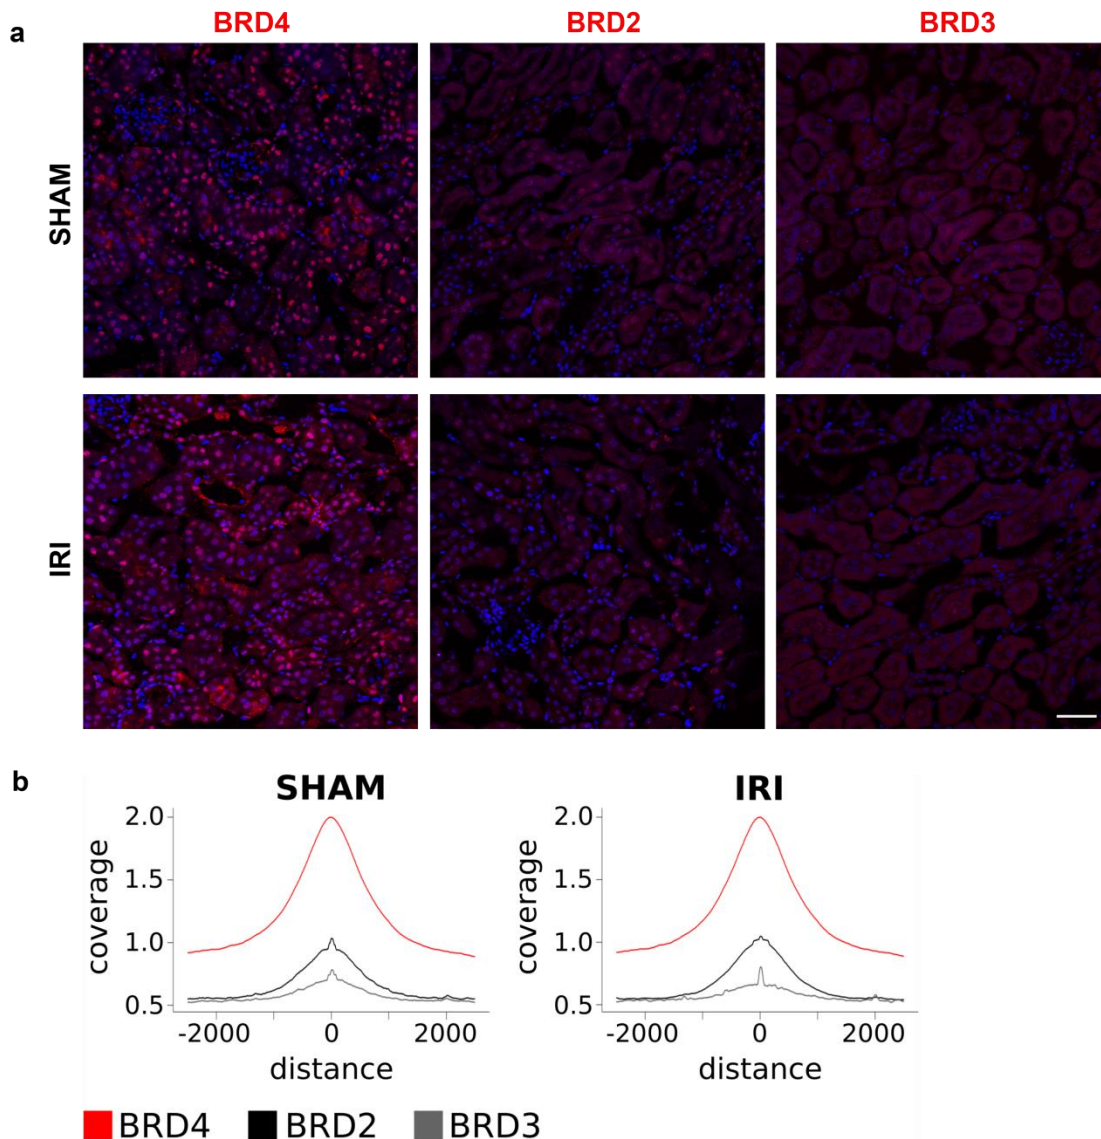 a
BRD4 BRD2 BRD3
SHAM
IRI
b
SHAM IRI
2.0 2.0
1.5 1.5
coverage coverage
1.0 1.0
0.5 0.5
-2000 0 2000 -2000 0 2000
distance distance
BRD4 BRD2 BRD3